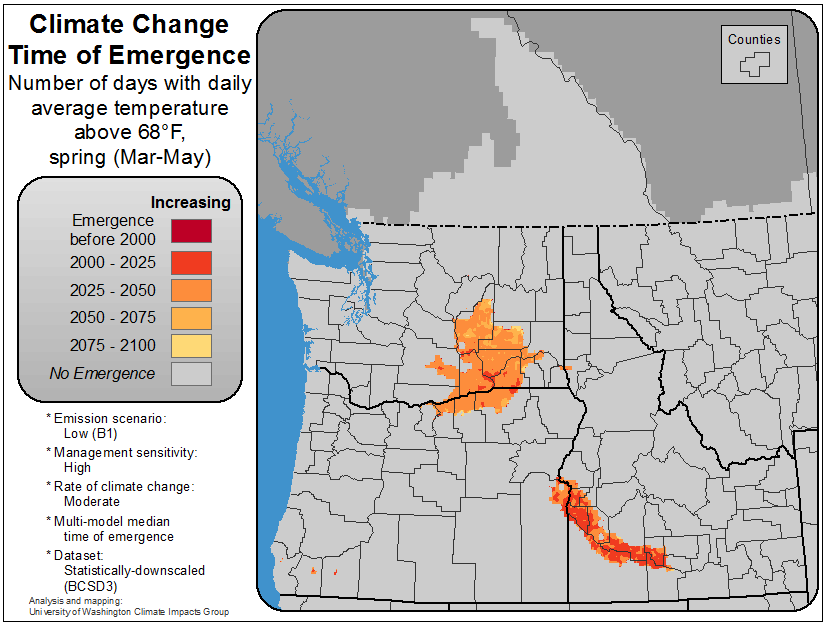 Climate Change
Time of Emergence
Number of days with daily
average temperature
above 68°F,
spring (Mar-May)
Increasing
Emergence
before 2000
2000 - 2025
2025 - 2050
2050 - 2075
2075 - 2100
No Emergence
* Emission scenario:
Low (B1)
* Management sensitivity:
High
* Rate of climate change:
Moderate
* Multi-model median
time of emergence
* Dataset:
Statistically-downscaled
(BCSD3)
Analysis and mapping:
University of Washington Climate Impacts Group
Counties